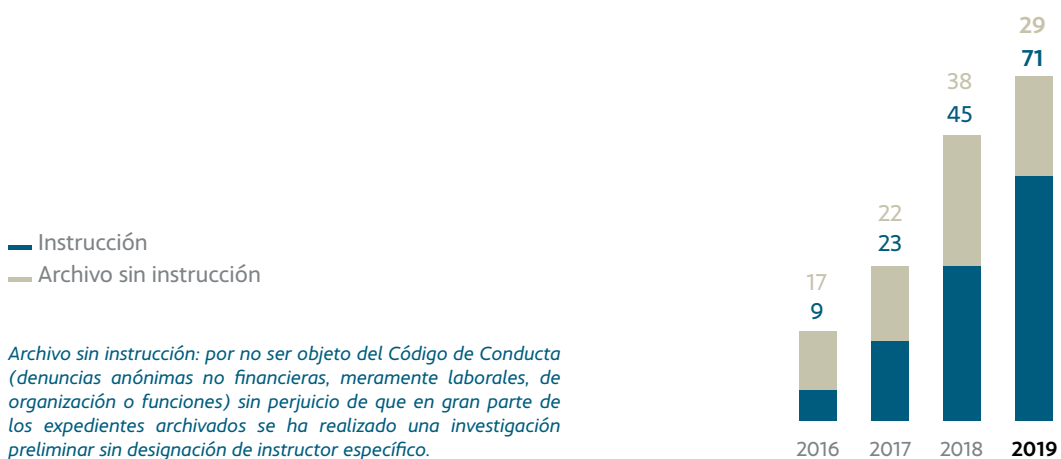 29
71
38
45
22
23
17
9
Instrucción
Archivo sin instrucción
Archivo sin instrucción: por no ser objeto del Código de Conducta
(denuncias anónimas no financieras, meramente laborales, de
organización o funciones) sin perjuicio de que en gran parte de
los expedientes archivados se ha realizado una investigación
preliminar sin designación de instructor específico.
2016 2017 2018 2019